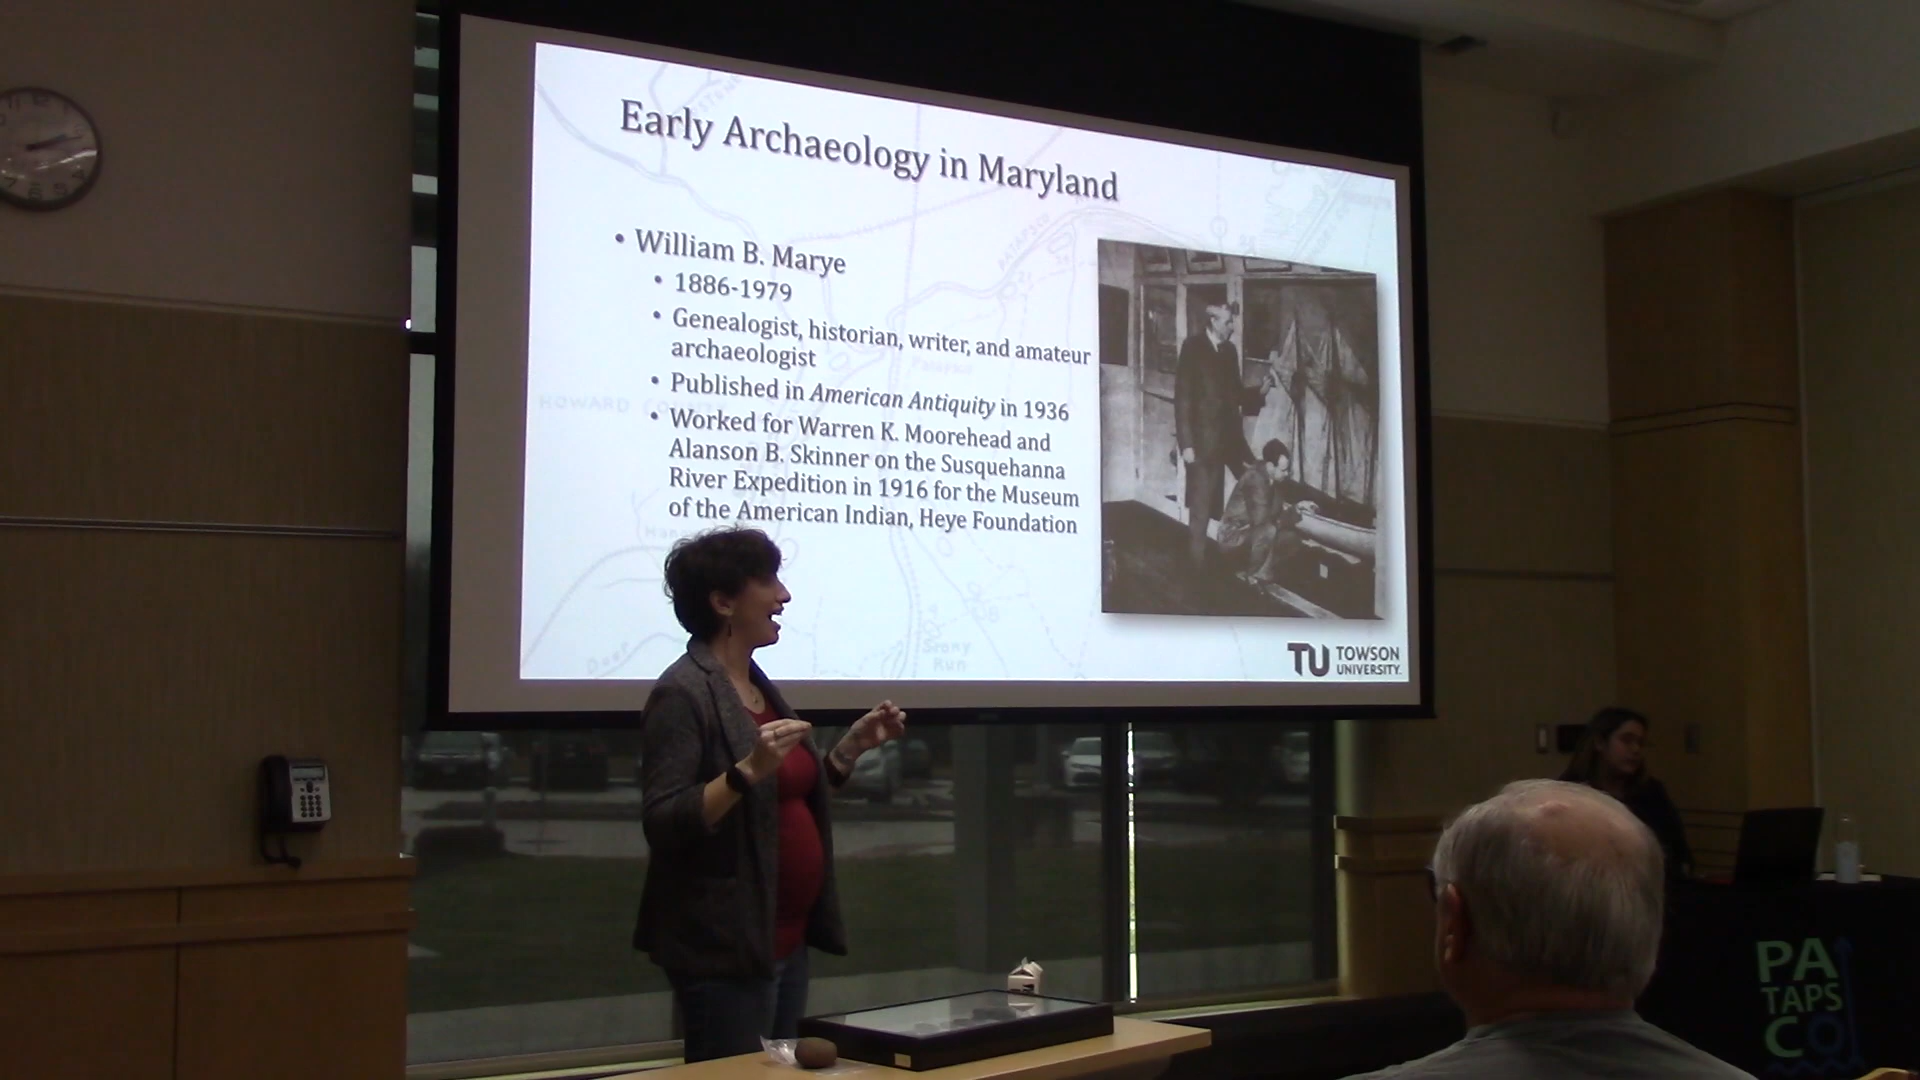 Early Archaeology in Maryland
• William B. Marye
• 1886-1979
• Genealogist, historian, writer, and amateur
archaeologist
• Published in American Antiquity in 1936
• Worked for Warren K. Moorehead and
Alanson B. Skinner on the Susquehanna
River Expedition in 1916 for the Museum
of the American Indian, Heye Foundation
PATAPSCO
HOWARD
Deep
Stony
Run
TU TOWSON
UNIVERSITY.
PA
TAPS
CO